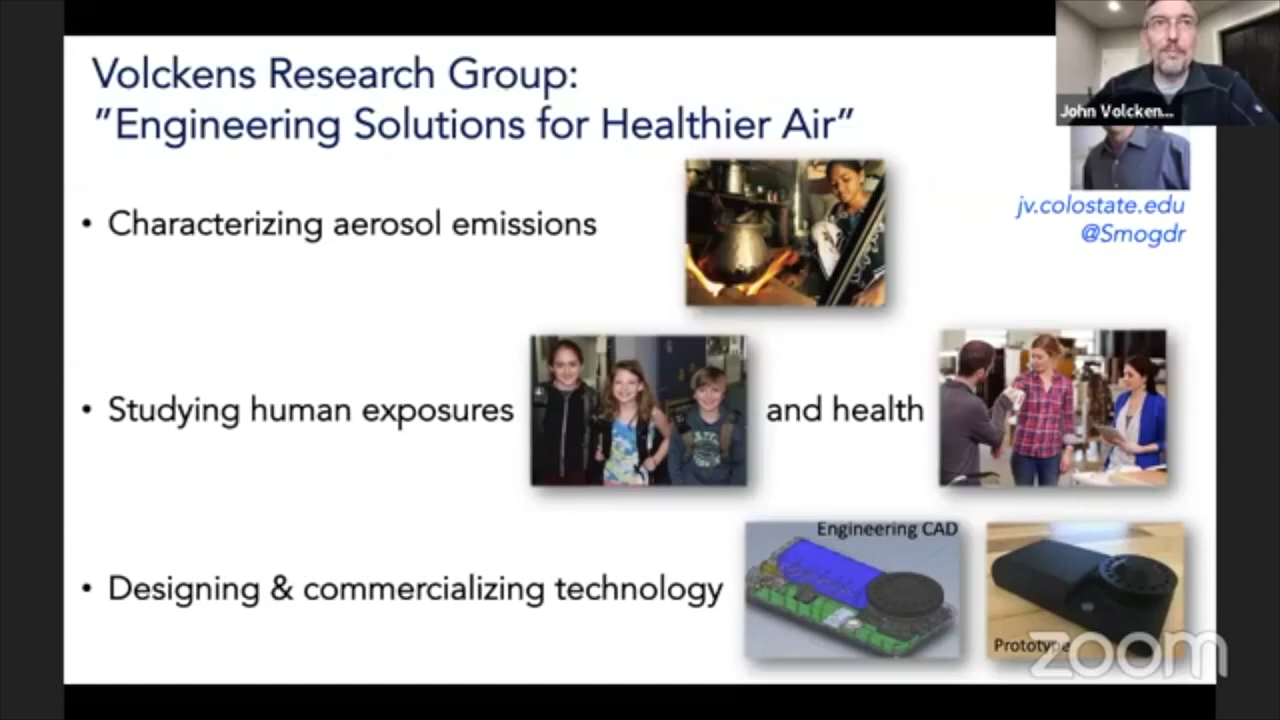 Volckens Research Group:
”Engineering Solutions for Healthier Air”
John Volcken...
jv.colostate.edu
@Smogdr
• Characterizing aerosol emissions
• Studying human exposures and health
Engineering CAD
• Designing & commercializing technology
Prototype
zoom